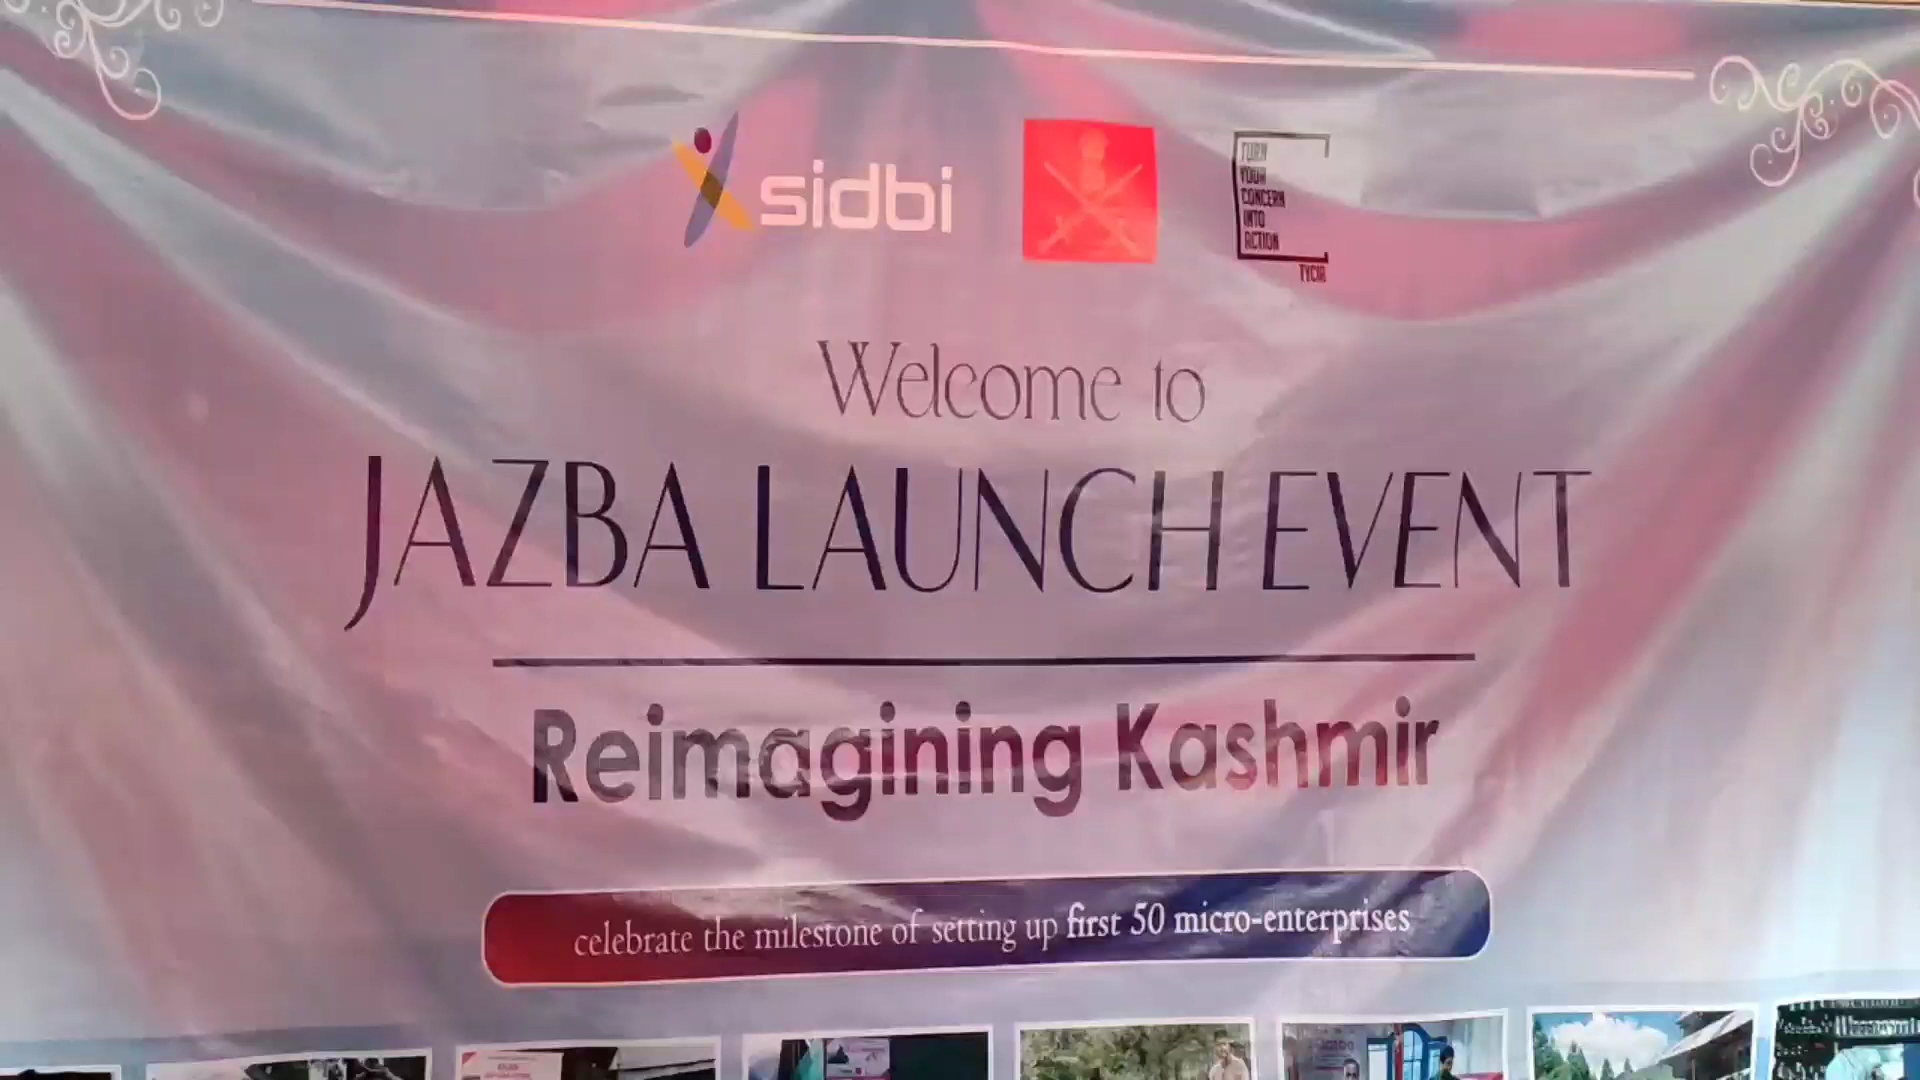 sidbi
TURN
YOUR
CONCERN
INTO
ACTION
TYCIA
Welcome to
JAZBA LAUNCH EVENT
Reimagining Kashmir
celebrate the milestone of setting up first 50 micro-enterprises